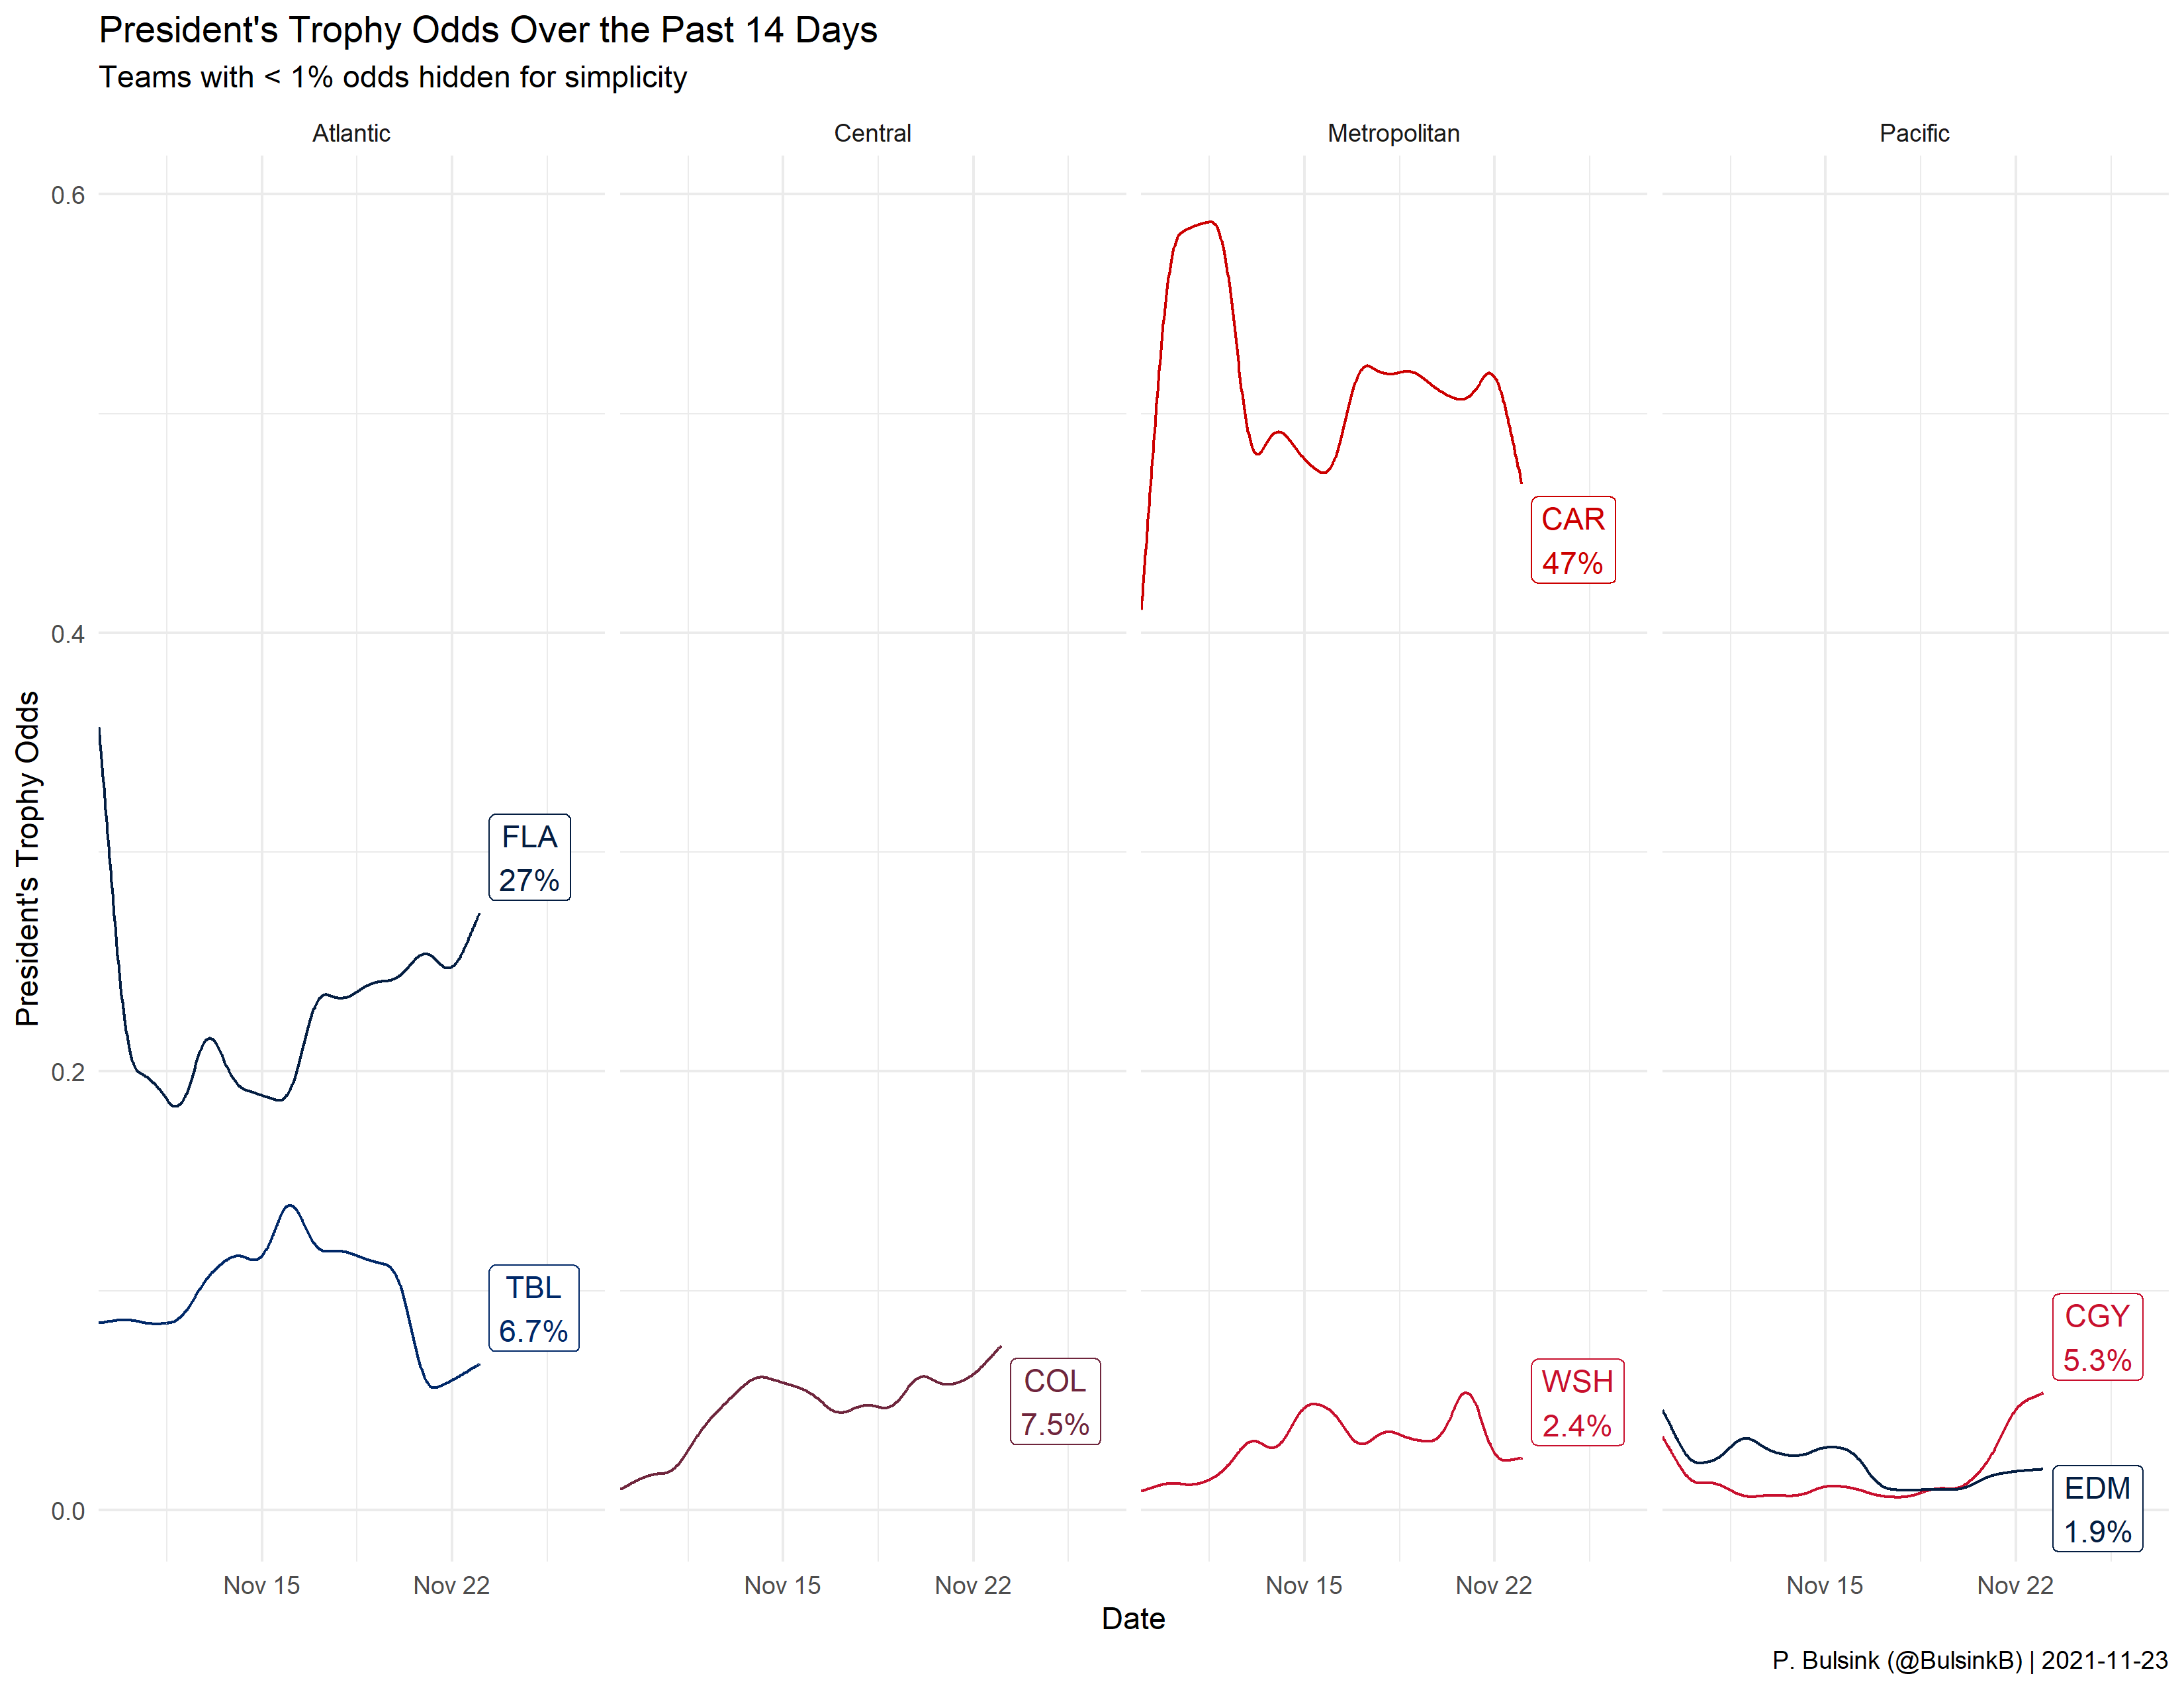 President's Trophy Odds Over the Past 14 Days
Teams with < 1% odds hidden for simplicity
Atlantic
Central
Metropolitan
Pacific
0.6
0.4
0.2
0.0
President's Trophy Odds
FLA
27%
TBL
6.7%
COL
7.5%
CAR
47%
WSH
2.4%
CGY
5.3%
EDM
1.9%
Nov 15
Nov 22
Nov 15
Nov 22
Nov 15
Nov 22
Nov 15
Nov 22
Date
P. Bulsink (@BulsinkB) | 2021-11-23